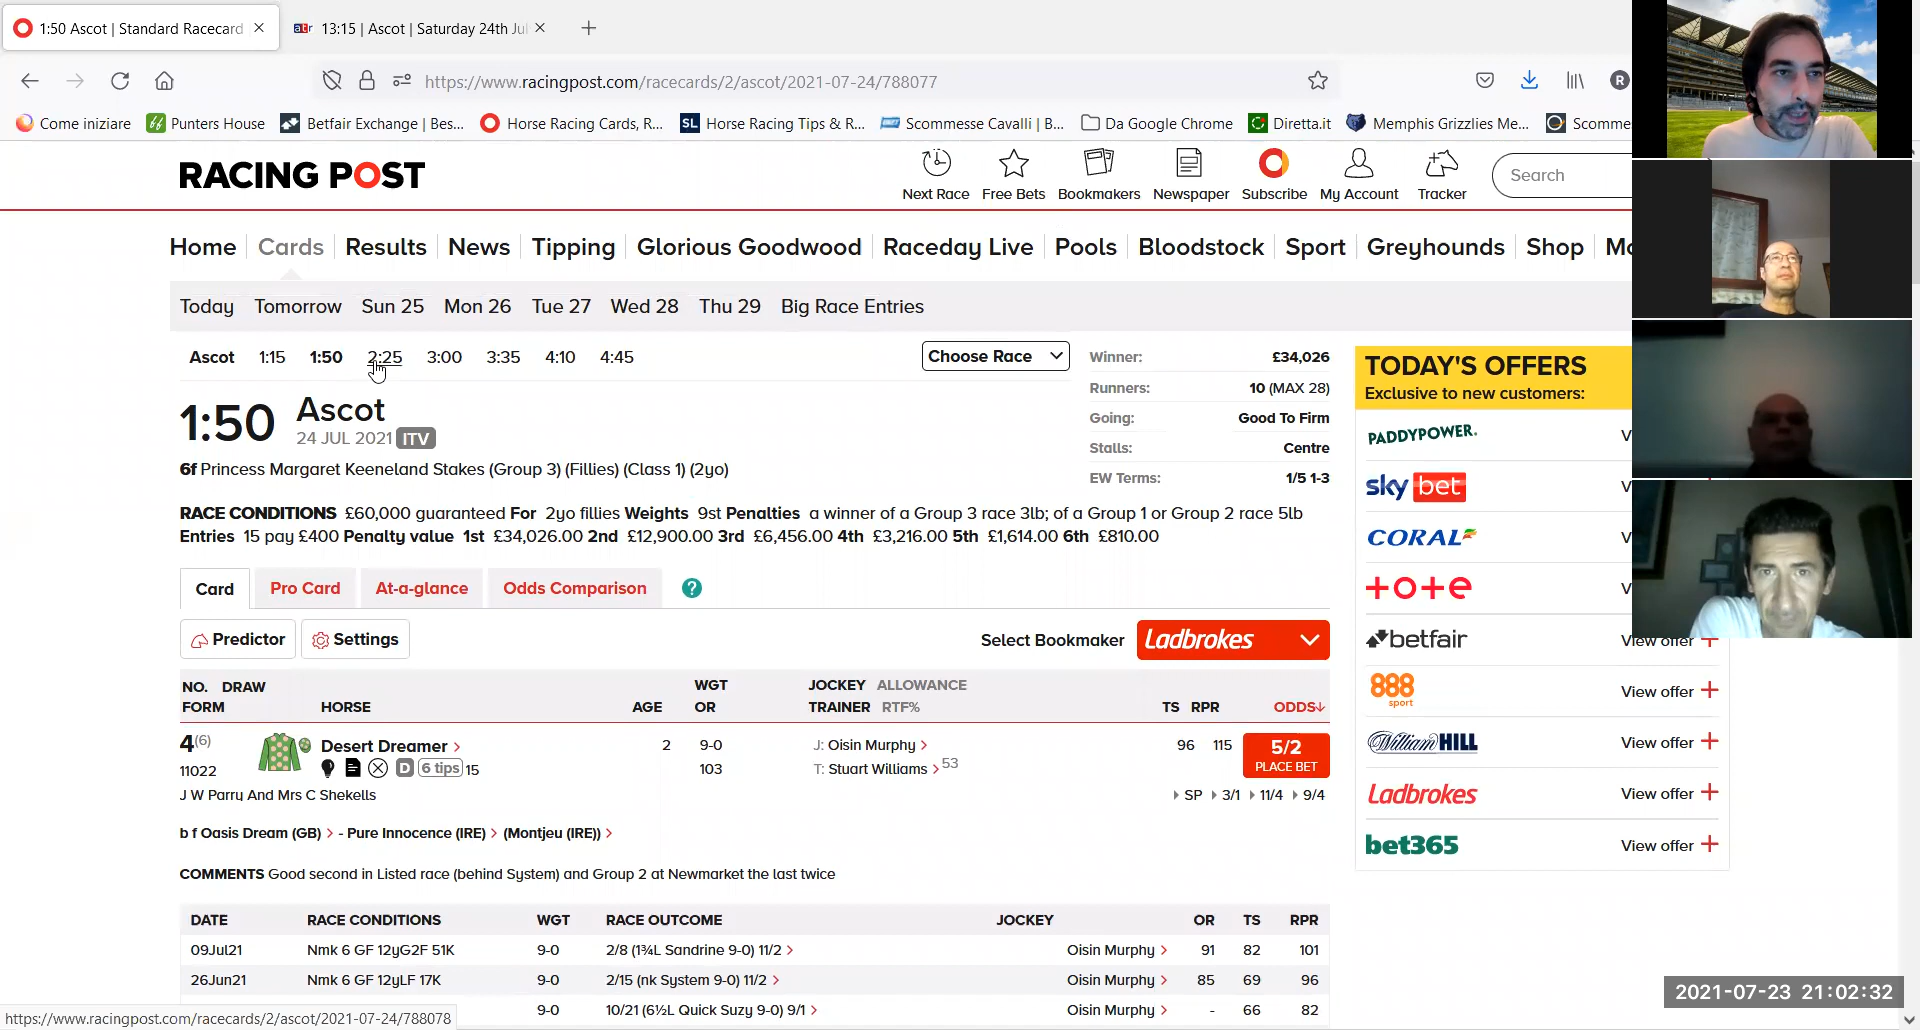 1:50 Ascot | Standard Racecard
atr 13:15 | Ascot | Saturday 24th Ju
https://www.racingpost.com/racecards/2/ascot/2021-07-24/788077
R
Come iniziare Punters House Betfair Exchange | Bes... Horse Racing Cards, R... SL Horse Racing Tips & R... Scommesse Cavalli | B... Da Google Chrome Diretta.it Memphis Grizzlies Me... Scomme
RACING POST
Next Race Free Bets Bookmakers Newspaper Subscribe My Account Tracker Search
Home Cards Results News Tipping Glorious Goodwood Raceday Live Pools Bloodstock Sport Greyhounds Shop Mo
Today Tomorrow Sun 25 Mon 26 Tue 27 Wed 28 Thu 29 Big Race Entries
Ascot 1:15 1:50 2:25 3:00 3:35 4:10 4:45 Choose Race
1:50 Ascot
24 JUL 2021 ITV
6f Princess Margaret Keeneland Stakes (Group 3) (Fillies) (Class 1) (2yo)
Winner: £34,026
Runners: 10 (MAX 28)
Going: Good To Firm
Stalls: Centre
EW Terms: 1/5 1-3
RACE CONDITIONS £60,000 guaranteed For 2yo fillies Weights 9st Penalties a winner of a Group 3 race 3lb; of a Group 1 or Group 2 race 5lb
Entries 15 pay £400 Penalty value 1st £34,026.00 2nd £12,900.00 3rd £6,456.00 4th £3,216.00 5th £1,614.00 6th £810.00
Card Pro Card At-a-glance Odds Comparison ?
Predictor Settings Select Bookmaker Ladbrokes
NO. DRAW WGT JOCKEY ALLOWANCE
FORM HORSE AGE OR TRAINER RTF% TS RPR ODDS
4(6) Desert Dreamer 2 9-0 J: Oisin Murphy 96 115 5/2
PLACE BET
11022 D 6 tips 15 103 T: Stuart Williams 53
J W Parry And Mrs C Shekells SP 3/1 11/4 9/4
b f Oasis Dream (GB) - Pure Innocence (IRE) (Montjeu (IRE))
COMMENTS Good second in Listed race (behind System) and Group 2 at Newmarket the last twice
DATE RACE CONDITIONS WGT RACE OUTCOME JOCKEY OR TS RPR
09Jul21 Nmk 6 GF 12yG2F 51K 9-0 2/8 (1¾L Sandrine 9-0) 11/2 Oisin Murphy 91 82 101
26Jun21 Nmk 6 GF 12yLF 17K 9-0 2/15 (nk System 9-0) 11/2 Oisin Murphy 85 69 96
9-0 10/21 (6½L Quick Suzy 9-0) 9/1 Oisin Murphy - 66 82
https://www.racingpost.com/racecards/2/ascot/2021-07-24/788078
TODAY'S OFFERS
Exclusive to new customers:
PADDYPOWER. V
sky bet V
CORAL V
tote V
betfair View offer
888 sport View offer
William HILL View offer
Ladbrokes View offer
bet365 View offer
2021-07-23 21:02:32